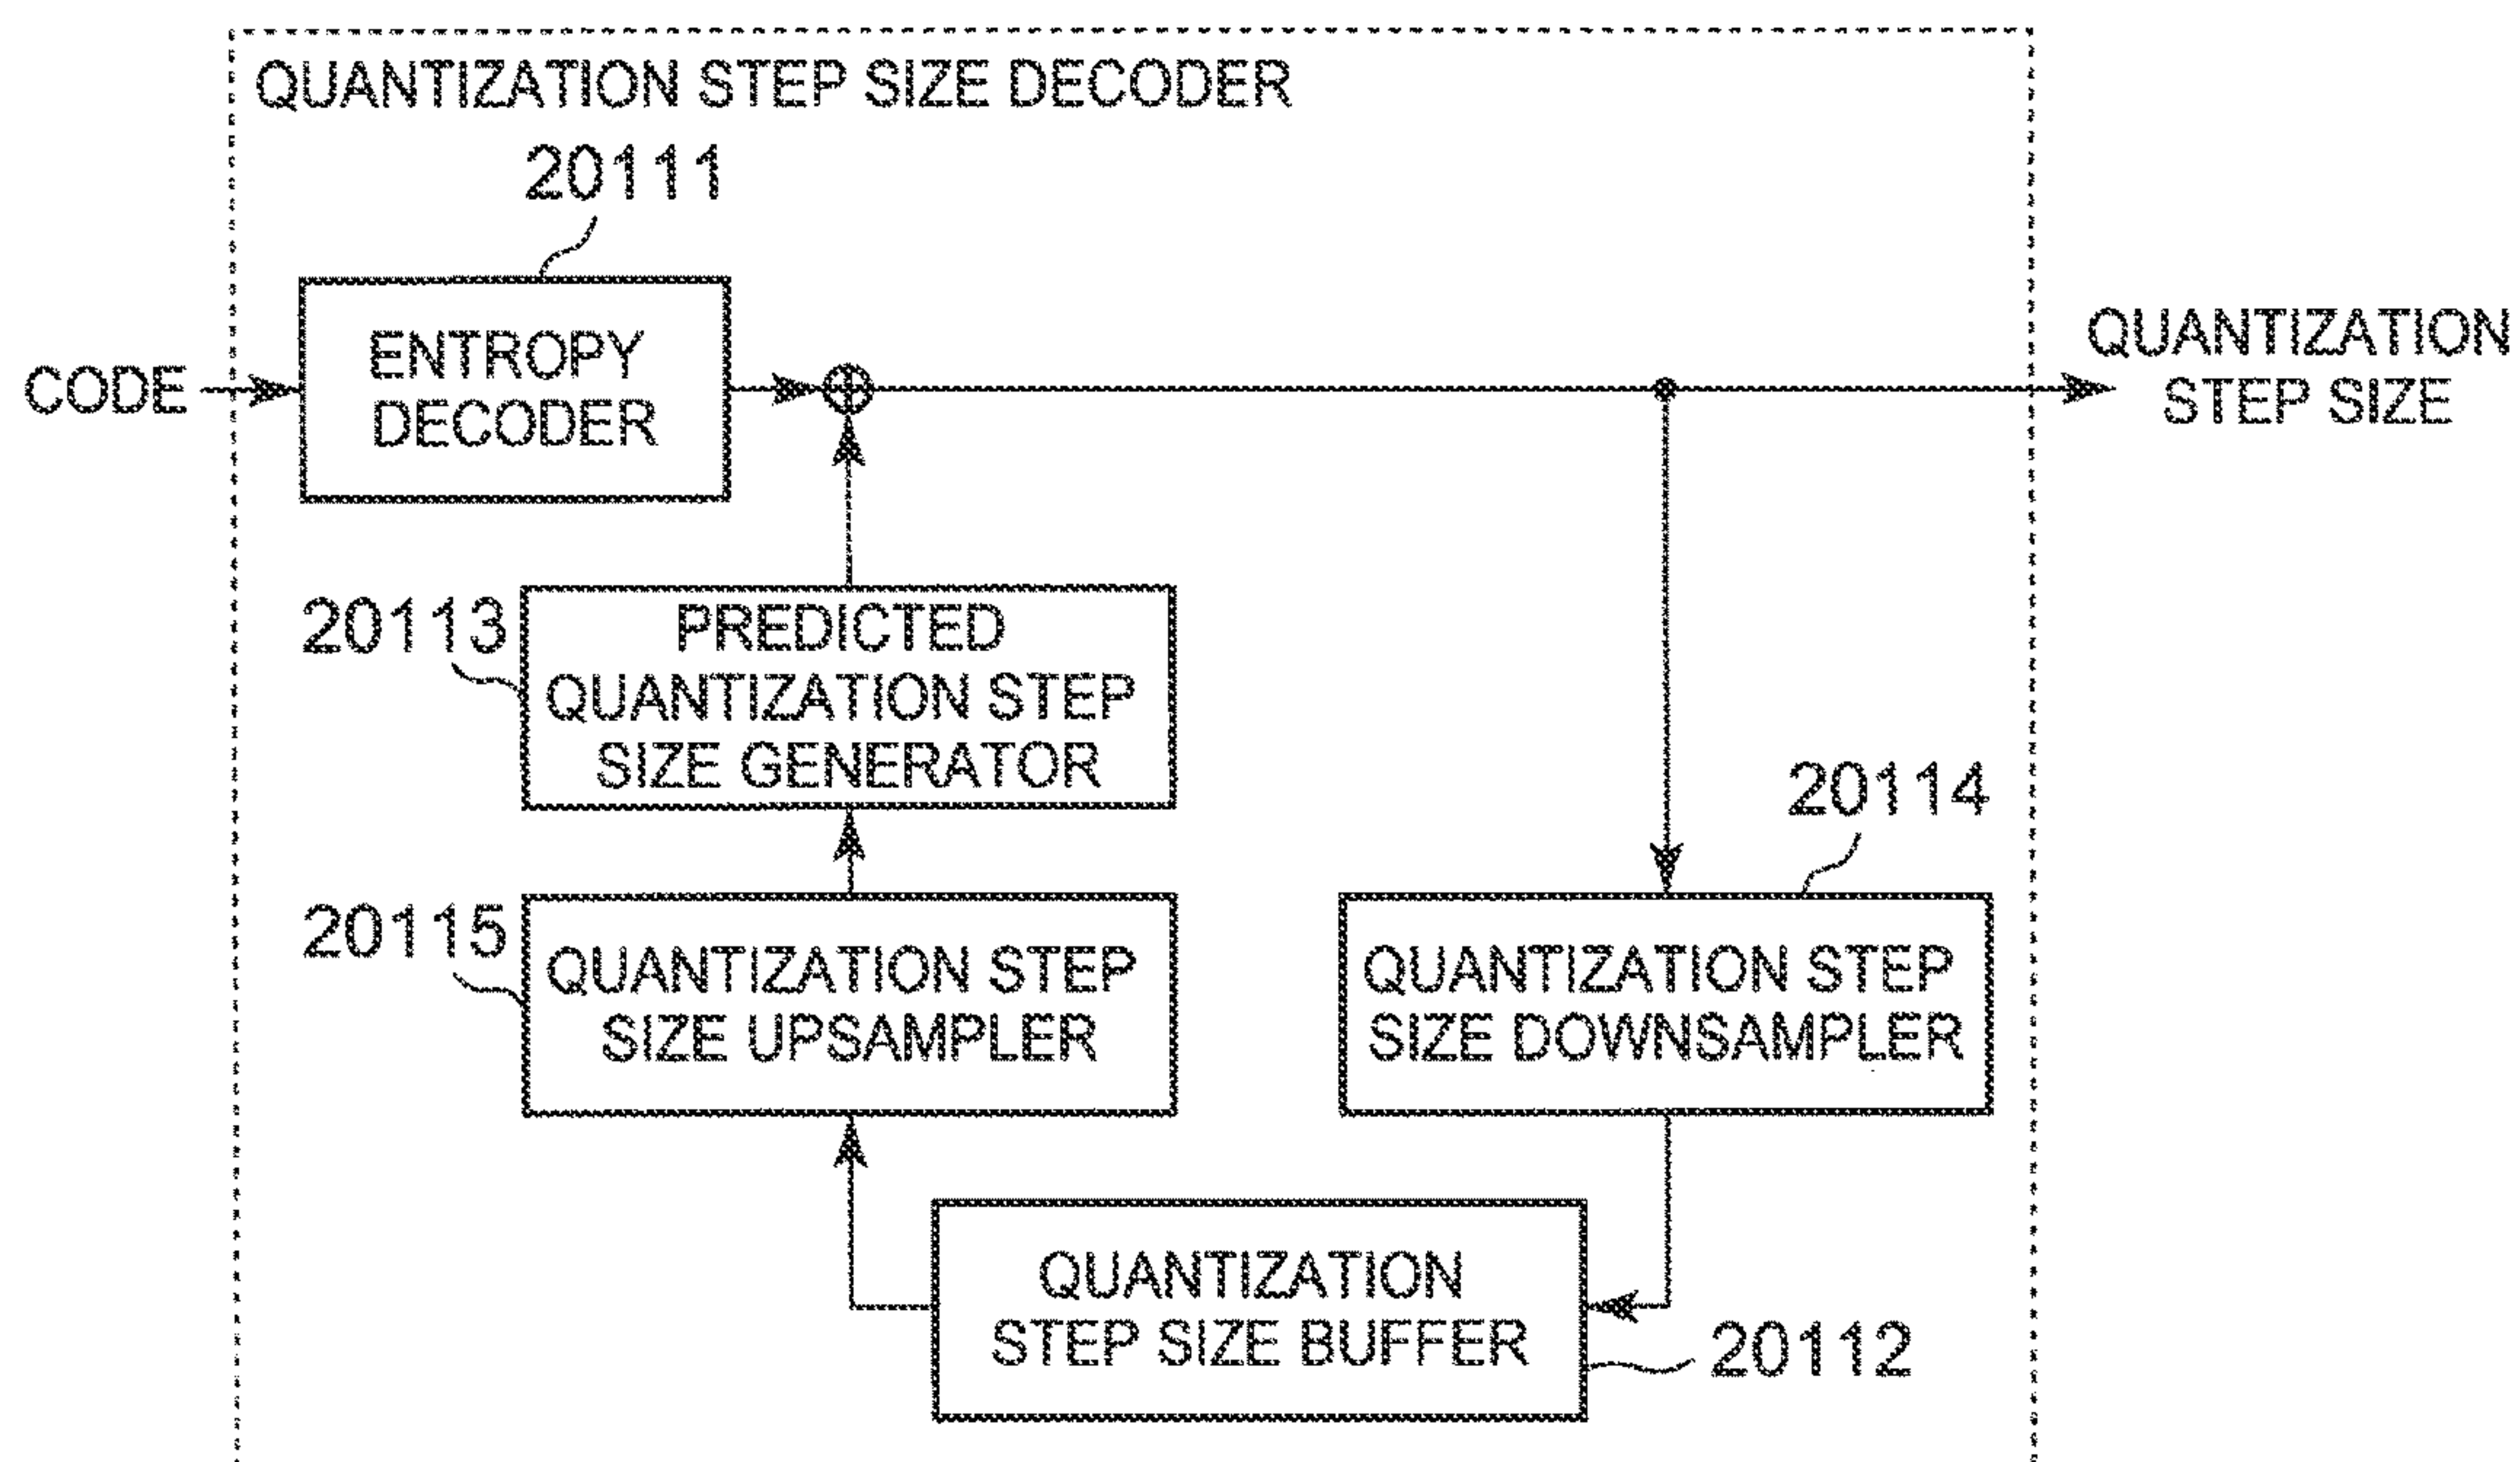 QUANTIZATION STEP SIZE DECODER
20111
ENTROPY
DECODER
CODE
QUANTIZATION
STEP SIZE
20113
PREDICTED
QUANTIZATION STEP
SIZE GENERATOR
20114
20115
QUANTIZATION STEP
SIZE UPSAMPLER
QUANTIZATION STEP
SIZE DOWNSAMPLER
QUANTIZATION
STEP SIZE BUFFER
20112